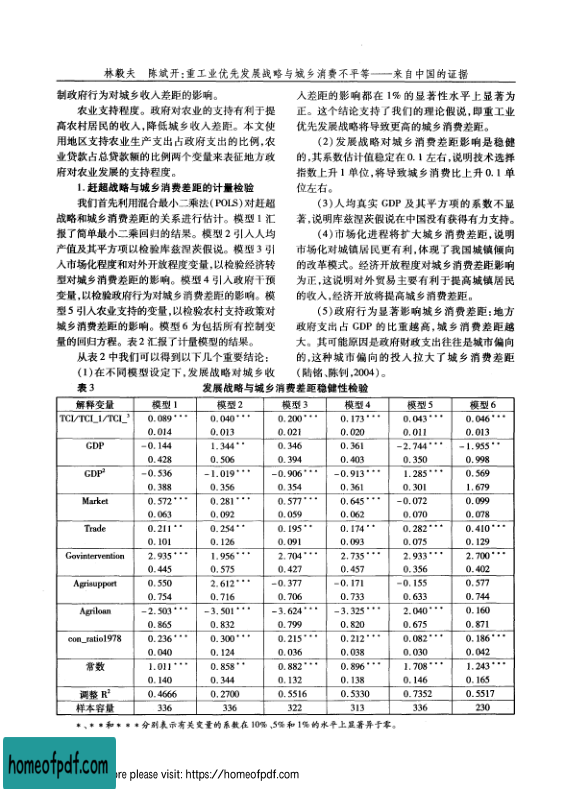 林毅夫 陈斌开:重工业优先发展战略与城乡消费不平等——来自中国的证据
制政府行为对城乡收入差距的影响。
农业支持程度。政府对农业的支持有利于提
高农村居民的收入,降低城乡收入差距。本文使
用地区支持农业生产支出占政府支出的比例,农
业贷款占总贷款额的比例两个变量来表征地方政
府对农业发展的支持程度。
1.赶超战略与城乡消费差距的计量检验
我们首先利用混合最小二乘法(POLS)对赶超
战略和城乡消费差距的关系进行估计。模型1汇
报了简单最小二乘回归的结果。模型2引入人均
产值及其平方项以检验库兹涅茨假说。模型3引
入市场化程度和对外开放程度变量,以检验经济转
型对城乡消费差距的影响。模型4引入政府干预
变量,以检验政府行为对城乡消费差距的影响。模
型5引入农业支持的变量,以检验农村支持政策对
城乡消费差距的影响。模型6为包括所有控制变
量的回归方程。表2汇报了计量模型的结果。
从表2中我们可以得到以下几个重要结论:
(1)在不同模型设定下,发展战略对城乡收
人差距的影响都在1%的显著性水平上显著为
正。这个结论支持了我们的理论假说,即重工业
优先发展战略将导致更高的城乡消费差距。
(2)发展战略对城乡消费差距影响是稳健
的,其系数估计值稳定在0.1左右,说明技术选择
指数上升1单位,将导致城乡消费比上升0.1单
位左右。
(3)人均真实GDP及其平方项的系数不显
著,说明库兹涅茨假说在中国没有获得有力支持。
(4)市场化进程将扩大城乡消费差距,说明
市场化对城镇居民更有利,体现了我国城镇倾向
的改革模式。经济开放程度对城乡消费差距影响
为正,这说明对外贸易主要有利于提高城镇居民
的收入,经济开放将提高城乡消费差距。
(5)政府行为显著影响城乡消费差距:地方
政府支出占GDP的比重越高,城乡消费差距越
大。其可能原因是政府财政支出往往是城市偏向
的,这种城市偏向的投入拉大了城乡消费差距
(陆铭、陈钊,2004)。
表3 发展战略与城乡消费差距稳健性检验
解释变量 模型1 模型2 模型3 模型4 模型5 模型6
TCI/TCI_1/TCI_³ 0.089*** 0.040*** 0.200*** 0.173*** 0.043*** 0.046***
0.014 0.013 0.021 0.020 0.011 0.013
GDP -0.144 1.344** 0.346 0.361 -2.744** -1.955**
0.428 0.506 0.394 0.403 0.350 0.998
GDP² -0.536 -1.019*** -0.906*** -0.913*** 1.285*** 0.569
0.388 0.356 0.354 0.361 0.301 1.679
Market 0.572*** 0.281*** 0.577*** 0.645*** -0.072 0.099
0.063 0.092 0.059 0.062 0.070 0.078
Trade 0.211** 0.254** 0.195** 0.174** 0.282*** 0.410***
0.101 0.126 0.091 0.093 0.075 0.129
Govintervention 2.935*** 1.956*** 2.704*** 2.735*** 2.933*** 2.700***
0.445 0.575 0.427 0.457 0.356 0.402
Agrisupport 0.550 2.612*** -0.377 -0.171 -0.155 0.577
0.754 0.716 0.706 0.733 0.633 0.744
Agriloan -2.503*** -3.501*** -3.624*** -3.325*** 2.040*** 0.160
0.865 0.832 0.799 0.820 0.675 0.871
con_ratio1978 0.236*** 0.300*** 0.215*** 0.212*** 0.082*** 0.186***
0.040 0.124 0.036 0.038 0.030 0.042
常数 1.011*** 0.858** 0.882*** 0.896*** 1.708*** 1.243***
0.140 0.344 0.132 0.138 0.146 0.165
调整R² 0.4666 0.2700 0.5516 0.5330 0.7352 0.5517
样本容量 336 336 322 313 336 230
*、**和***分别表示有关变量的系数在10%、5%和1%的水平上显著异于零。
homeofpdf.com
re please visit: https://homeofpdf.com